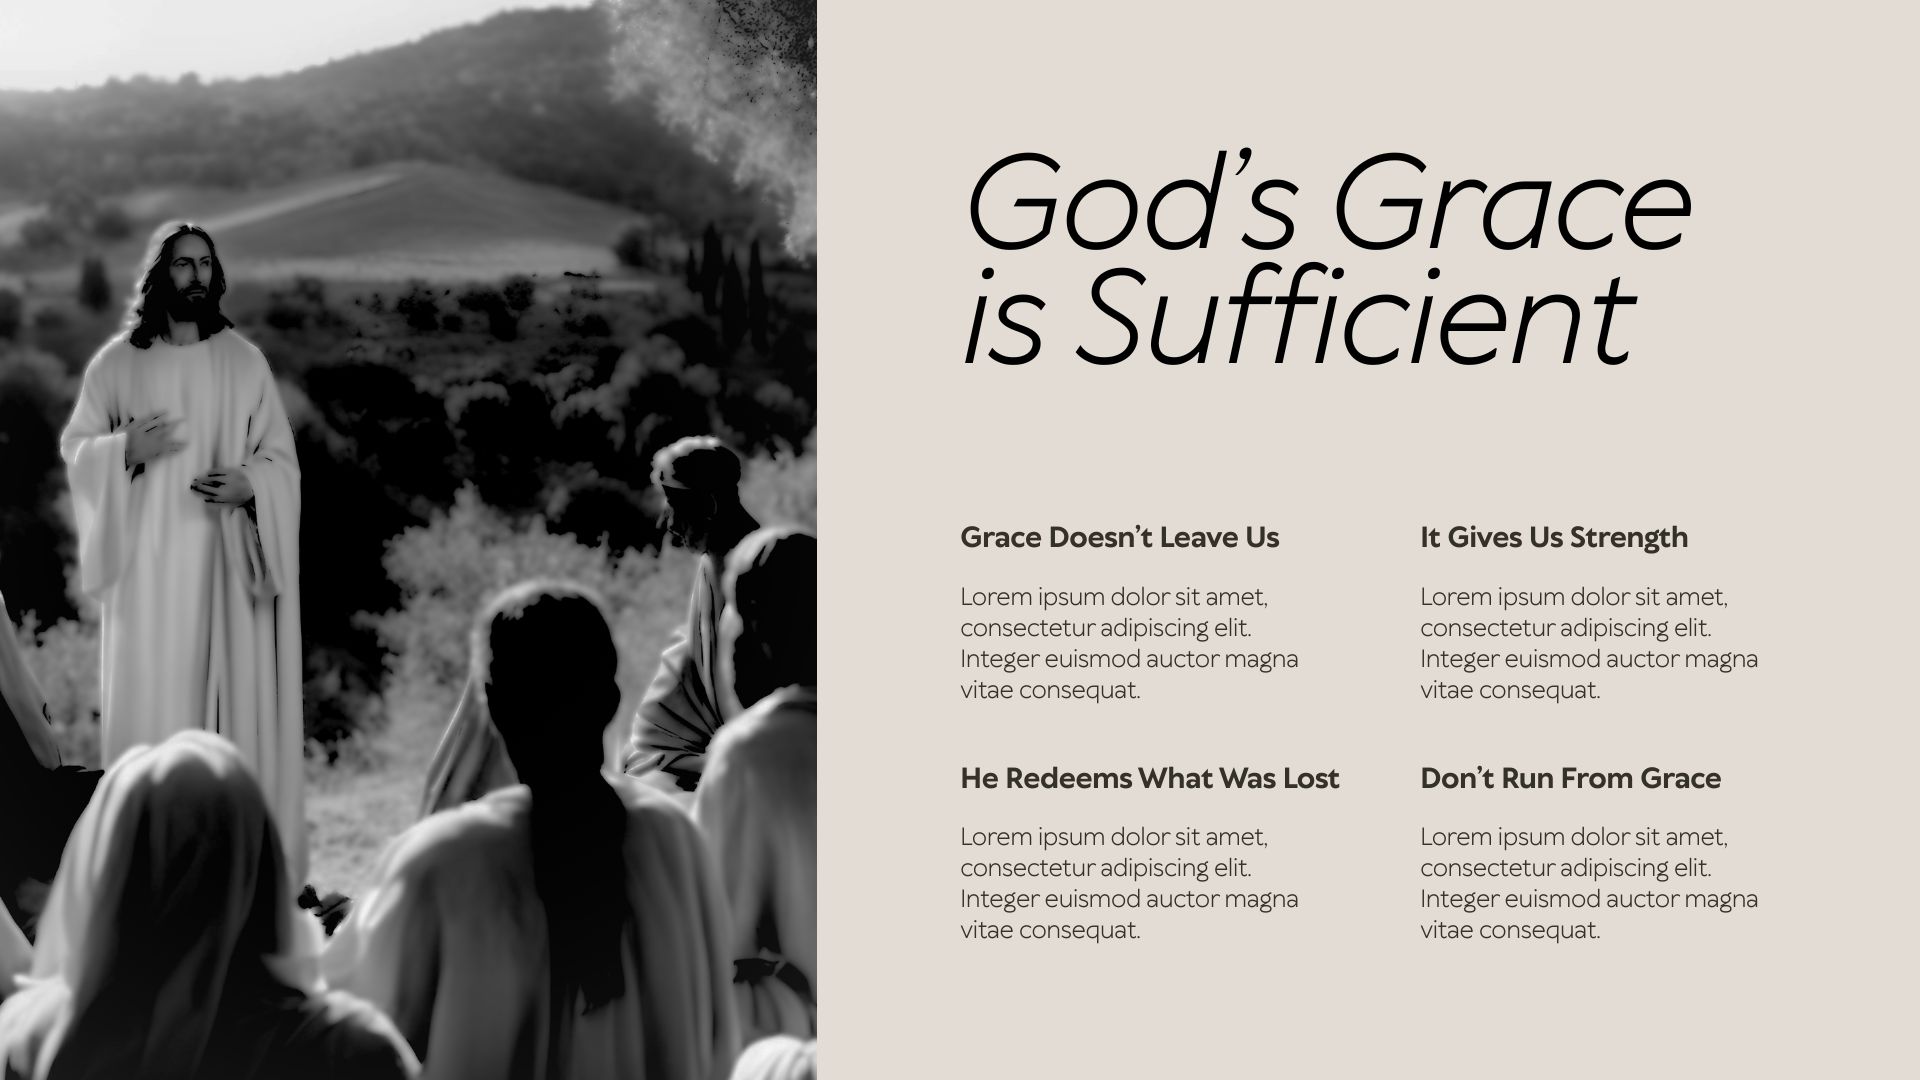 God’s Grace
is Sufficient
Grace Doesn’t Leave Us
Lorem ipsum dolor sit amet,
consectetur adipiscing elit.
Integer euismod auctor magna
vitae consequat.
It Gives Us Strength
Lorem ipsum dolor sit amet,
consectetur adipiscing elit.
Integer euismod auctor magna
vitae consequat.
He Redeems What Was Lost
Lorem ipsum dolor sit amet,
consectetur adipiscing elit.
Integer euismod auctor magna
vitae consequat.
Don’t Run From Grace
Lorem ipsum dolor sit amet,
consectetur adipiscing elit.
Integer euismod auctor magna
vitae consequat.